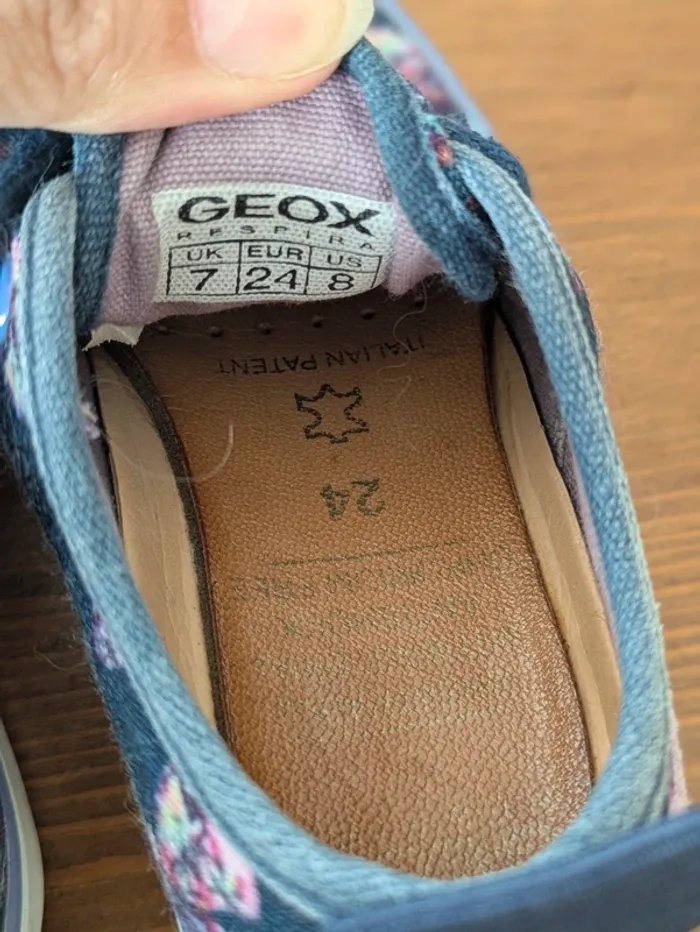 GEOX
RESPIRA
UK EUR US
7 24 8
ITALIAN PATENT
24